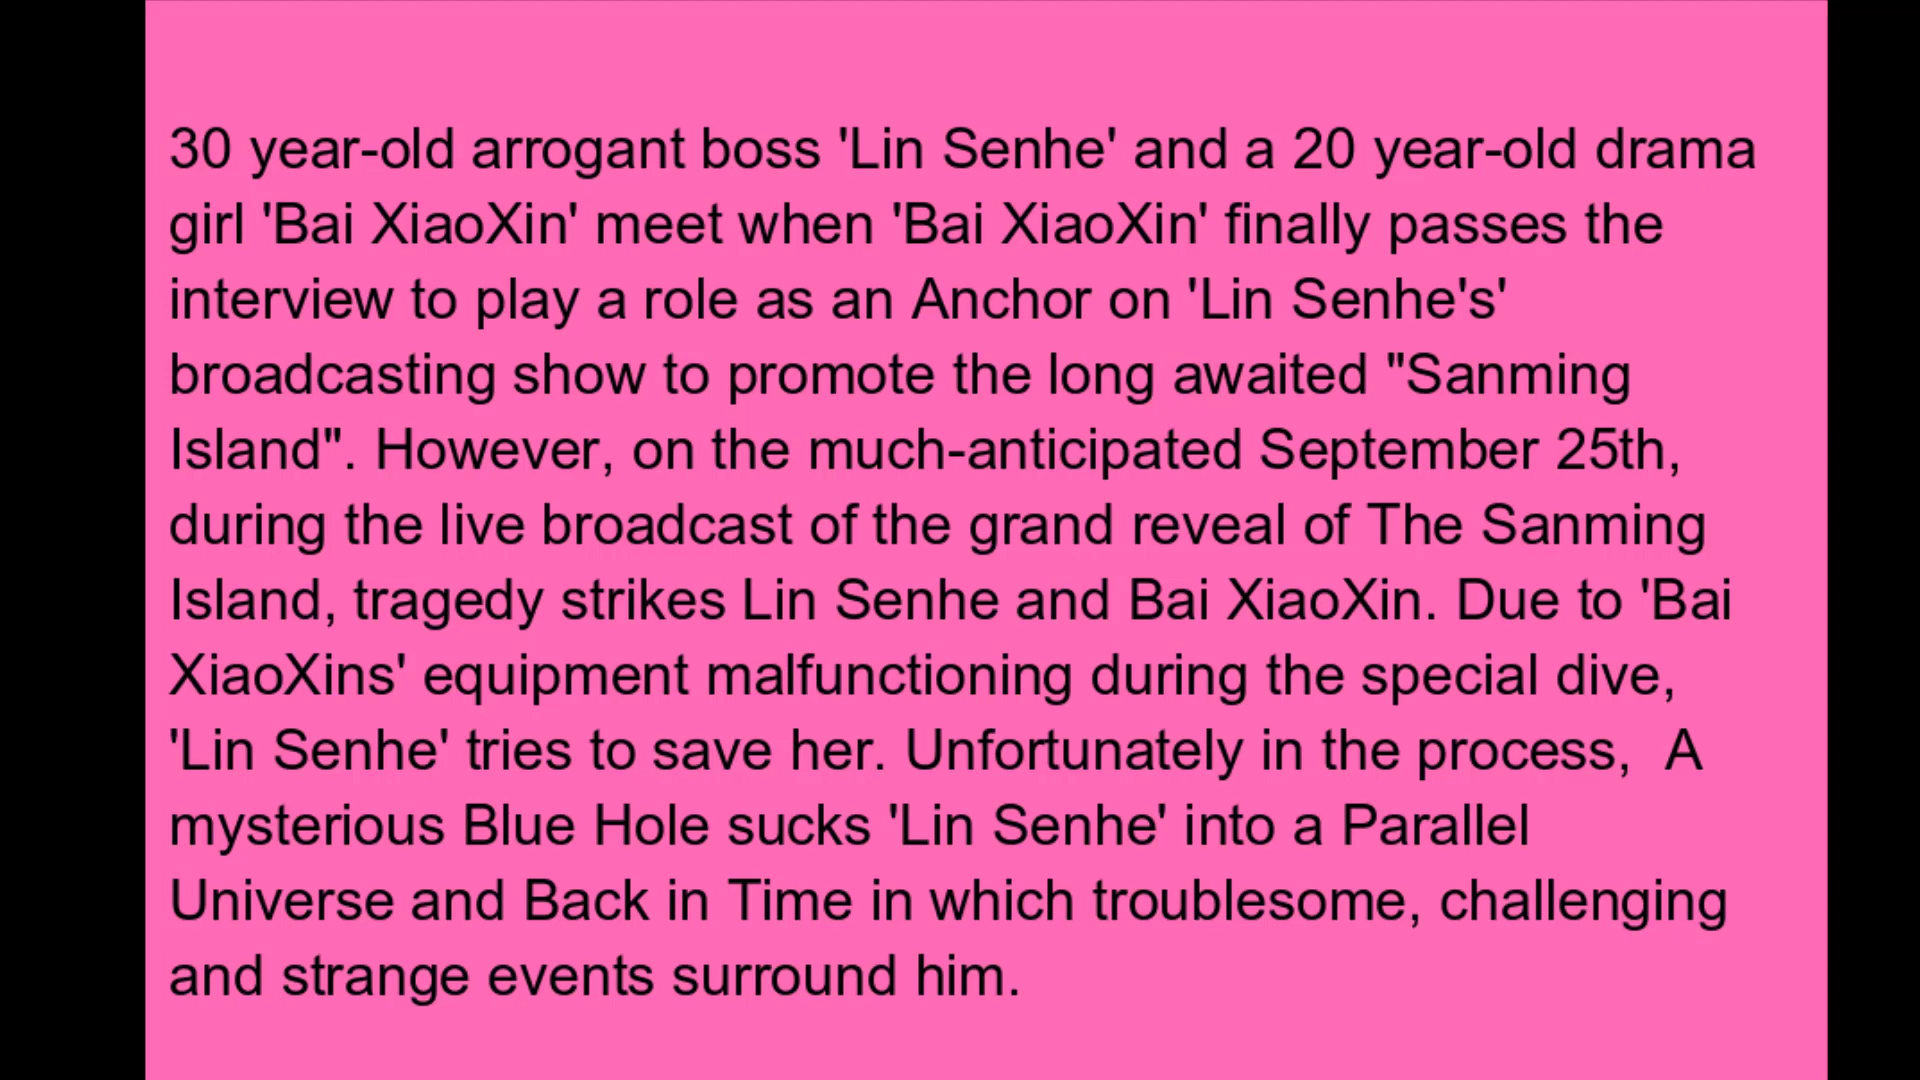 30 year-old arrogant boss 'Lin Senhe' and a 20 year-old drama
girl 'Bai XiaoXin' meet when 'Bai XiaoXin' finally passes the
interview to play a role as an Anchor on 'Lin Senhe's'
broadcasting show to promote the long awaited "Sanming
Island". However, on the much-anticipated September 25th,
during the live broadcast of the grand reveal of The Sanming
Island, tragedy strikes Lin Senhe and Bai XiaoXin. Due to 'Bai
XiaoXins' equipment malfunctioning during the special dive,
'Lin Senhe' tries to save her. Unfortunately in the process,  A
mysterious Blue Hole sucks 'Lin Senhe' into a Parallel
Universe and Back in Time in which troublesome, challenging
and strange events surround him.